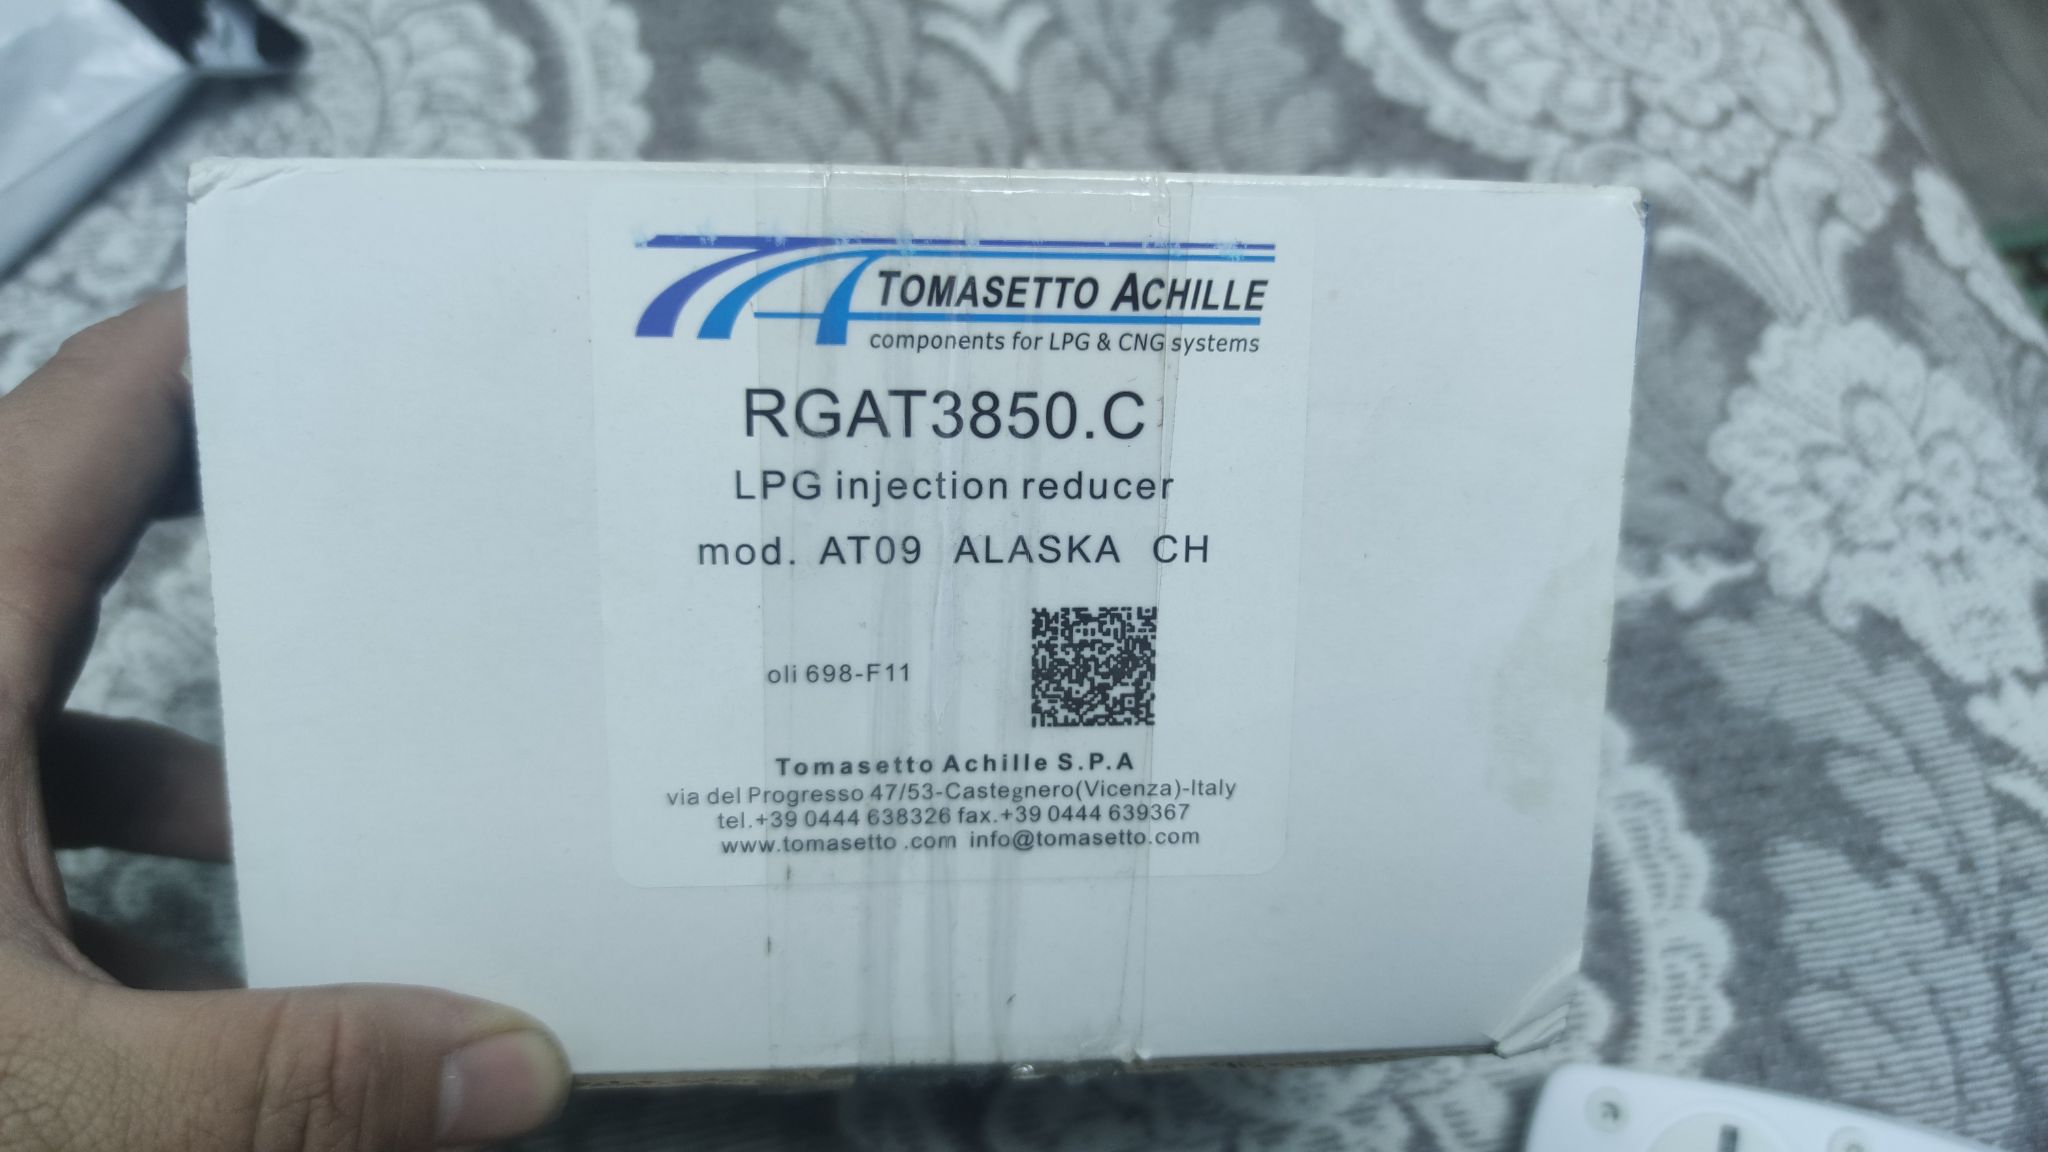 TOMASETTO ACHILLE
components for LPG & CNG systems
RGAT3850.C
LPG injection reducer
mod. AT09 ALASKA CH
oli 698-F11
Tomasetto Achille S.P.A
via del Progresso 47/53-Castegnero(Vicenza)-Italy
tel.+39 0444 638326 fax.+39 0444 639367
www.tomasetto .com info@tomasetto.com